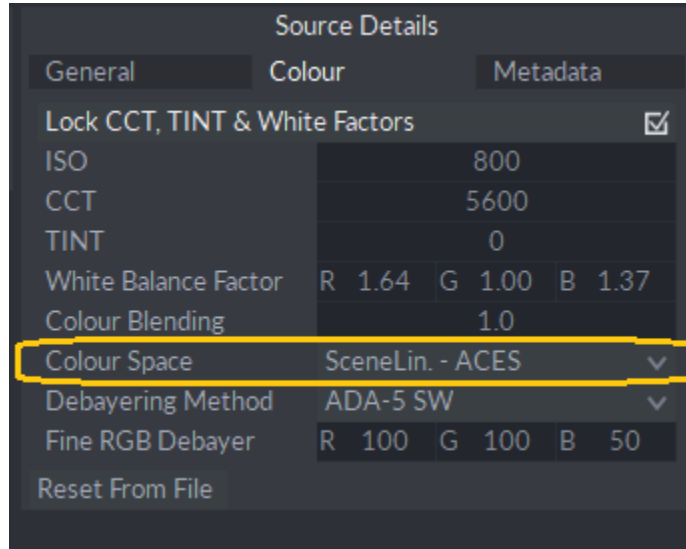 Source Details
General Colour Metadata
Lock CCT, TINT & White Factors
ISO 800
CCT 5600
TINT 0
White Balance Factor R 1.64 G 1.00 B 1.37
Colour Blending 1.0
Colour Space SceneLin. - ACES
Debayering Method ADA-5 SW
Fine RGB Debayer R 100 G 100 B 50
Reset From File